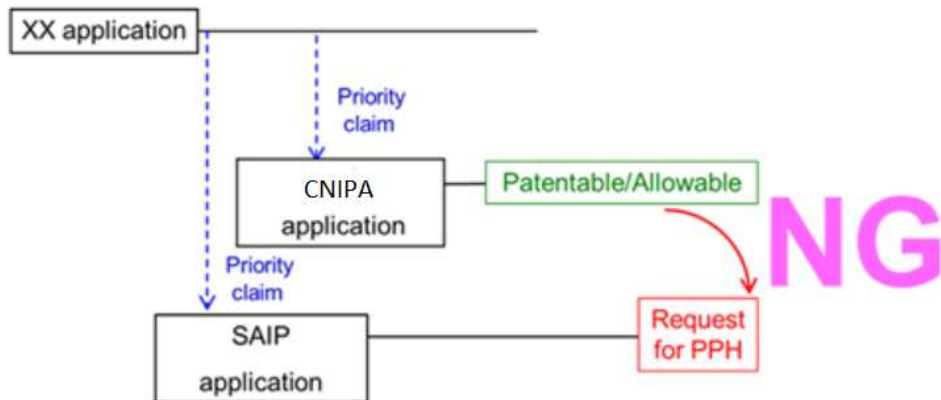 XX application
Priority
claim
CNIPA
application
Patentable/Allowable
NG
Priority
claim
SAIP
application
Request
for PPH